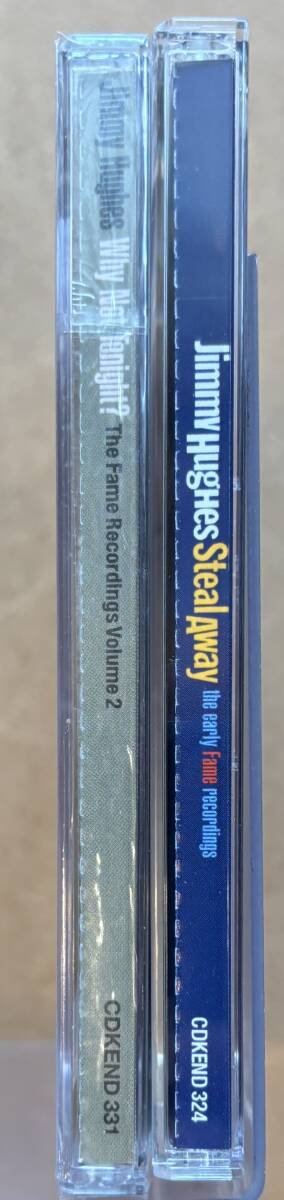 Jimmy Hughes Why Not Tonight? The Fame Recordings Volume 2 CDKEND 331
Jimmy Hughes Steal Away the early Fame recordings CDKEND 324